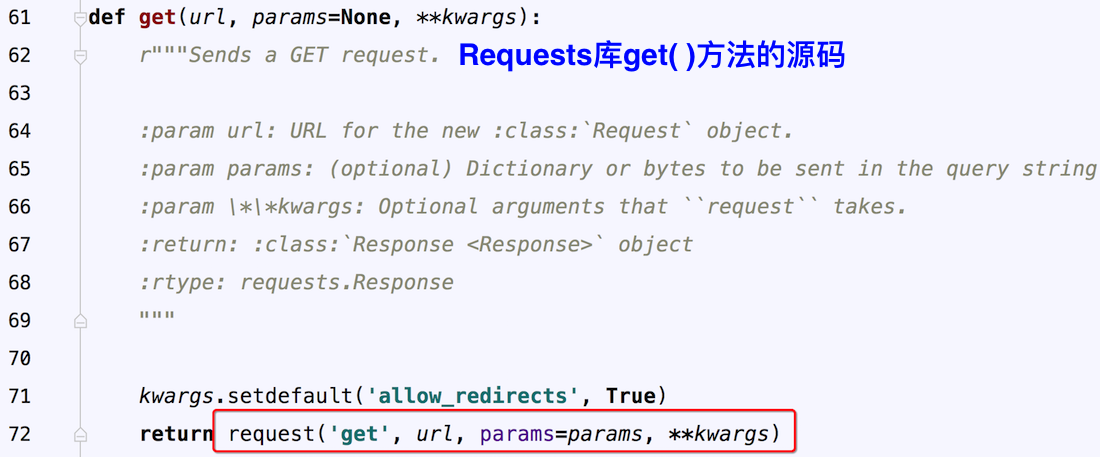 61 def get(url, params=None, **kwargs):
62 r"""Sends a GET request. Requests库get( )方法的源码
63
64 :param url: URL for the new :class:`Request` object.
65 :param params: (optional) Dictionary or bytes to be sent in the query string
66 :param \*\*kwargs: Optional arguments that ``request`` takes.
67 :return: :class:`Response <Response>` object
68 :rtype: requests.Response
69 """
70
71 kwargs.setdefault('allow_redirects', True)
72 return request('get', url, params=params, **kwargs)